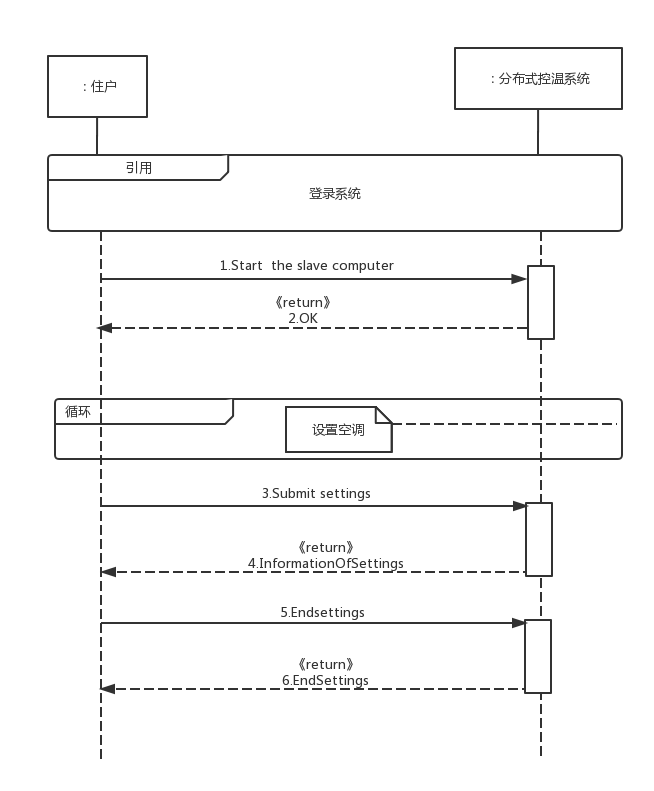 : 住户
: 分布式控温系统
引用
登录系统
1.Start  the slave computer
《return》
2.OK
循环
设置空调
3.Submit settings
《return》
4.InformationOfSettings
5.Endsettings
《return》
6.EndSettings